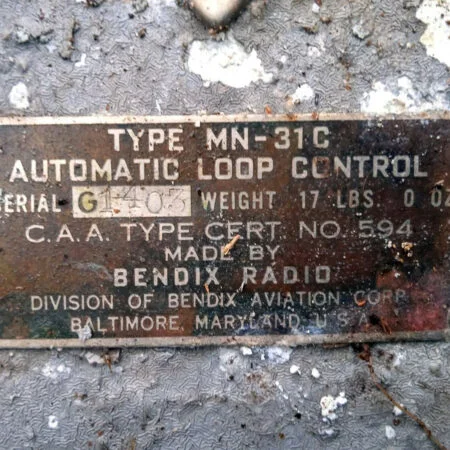 TYPE MN-31C
AUTOMATIC LOOP CONTROL
SERIAL G1403 WEIGHT 17 LBS. 0 OZ
C.A.A. TYPE CERT. NO. 594
MADE BY
BENDIX RADIO
DIVISION OF BENDIX AVIATION CORP
BALTIMORE, MARYLAND, U.S.A.